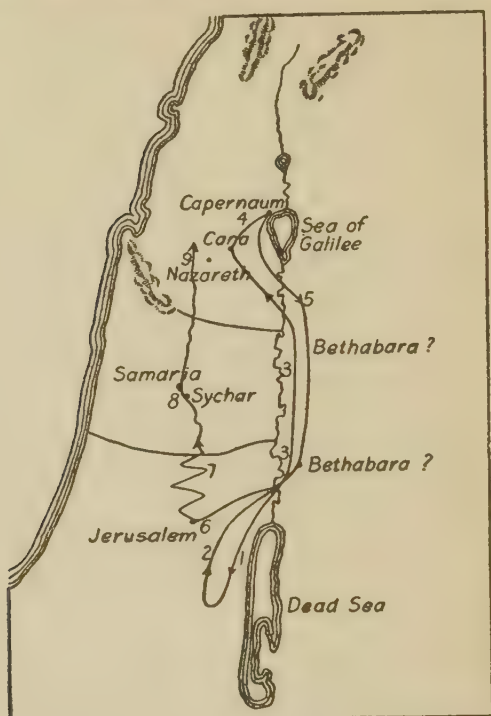 Capernaum
4
Sea of
Galilee
Cana
9
Nazareth
5
Bethabara ?
3
Samaria
8 Sychar
3
Bethabara ?
7
6
Jerusalem
2
1
Dead Sea